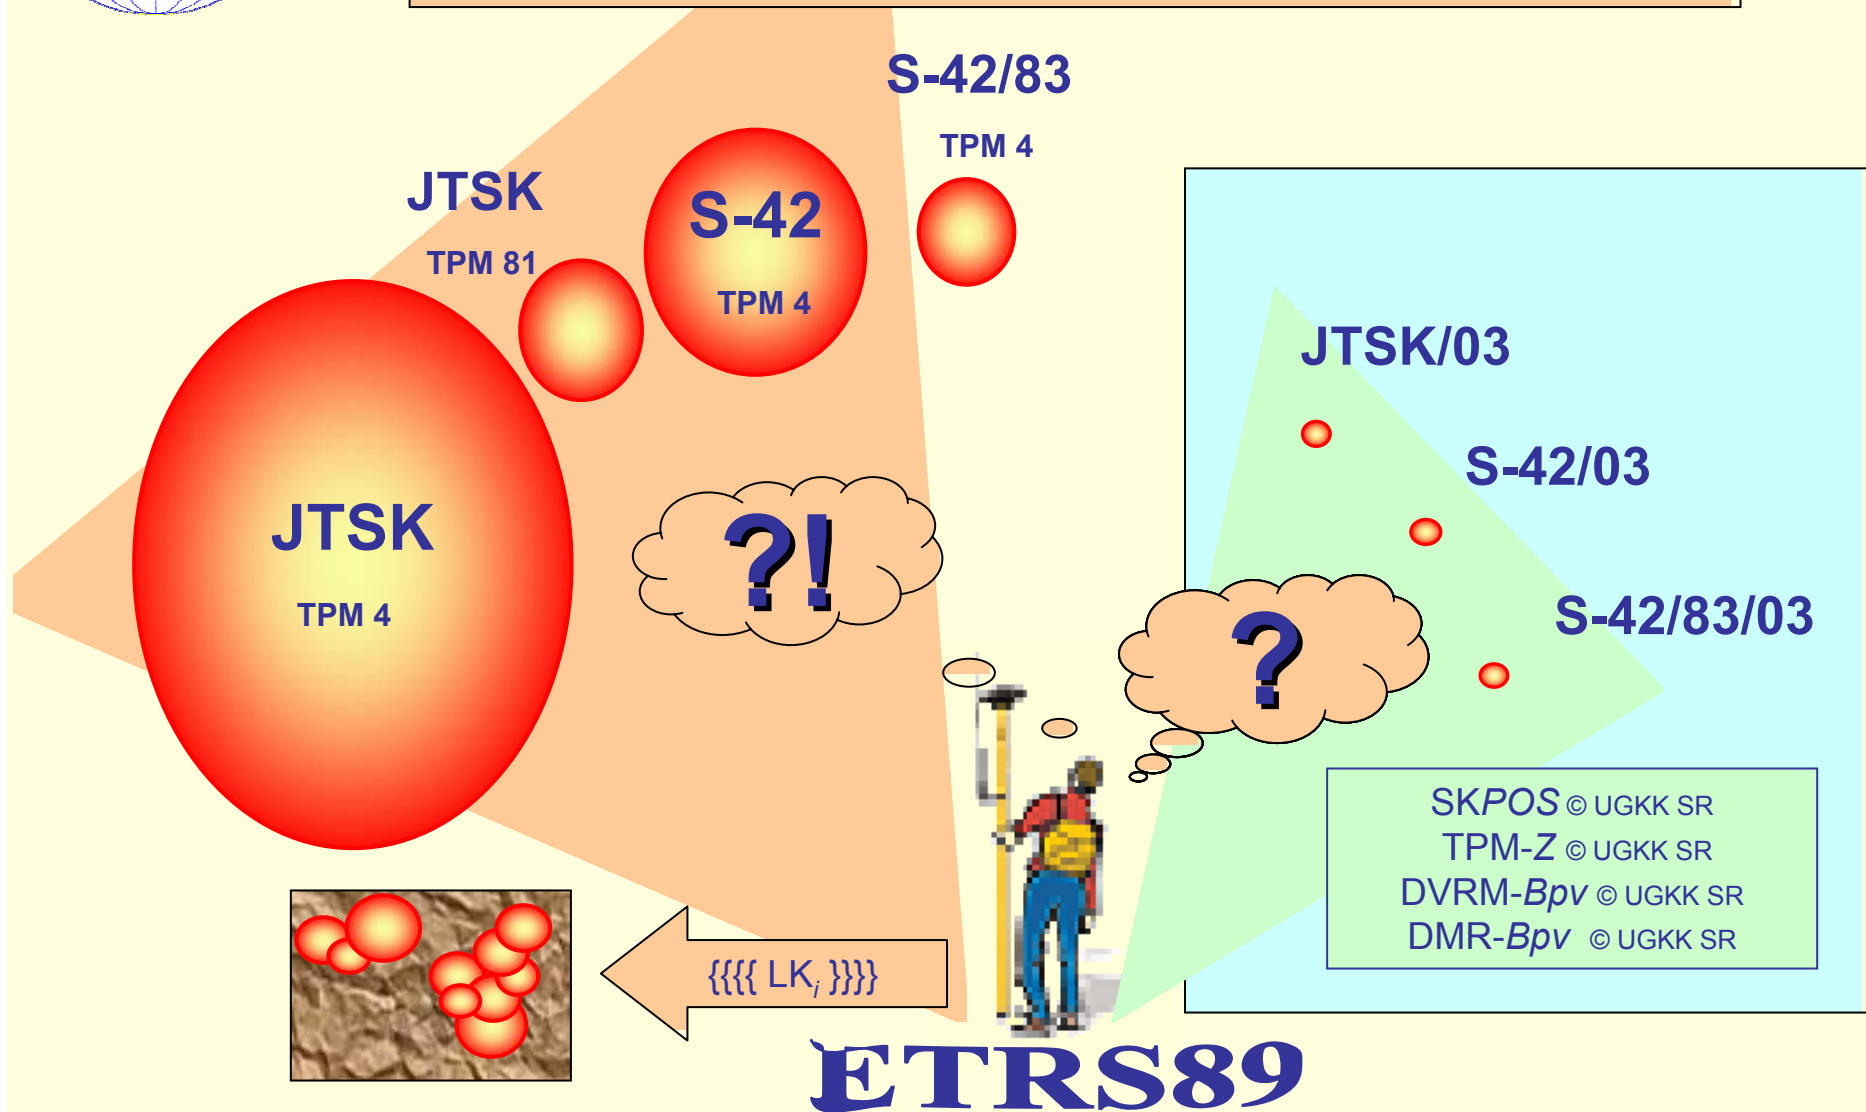 S-42/83
TPM 4
JTSK
TPM 81
S-42
TPM 4
JTSK
TPM 4
?!
?
JTSK/03
S-42/03
S-42/83/03
SKPOS © UGKK SR
TPM-Z © UGKK SR
DVRM-Bpv © UGKK SR
DMR-Bpv © UGKK SR
{{{{ LKi }}}}
ETRS89